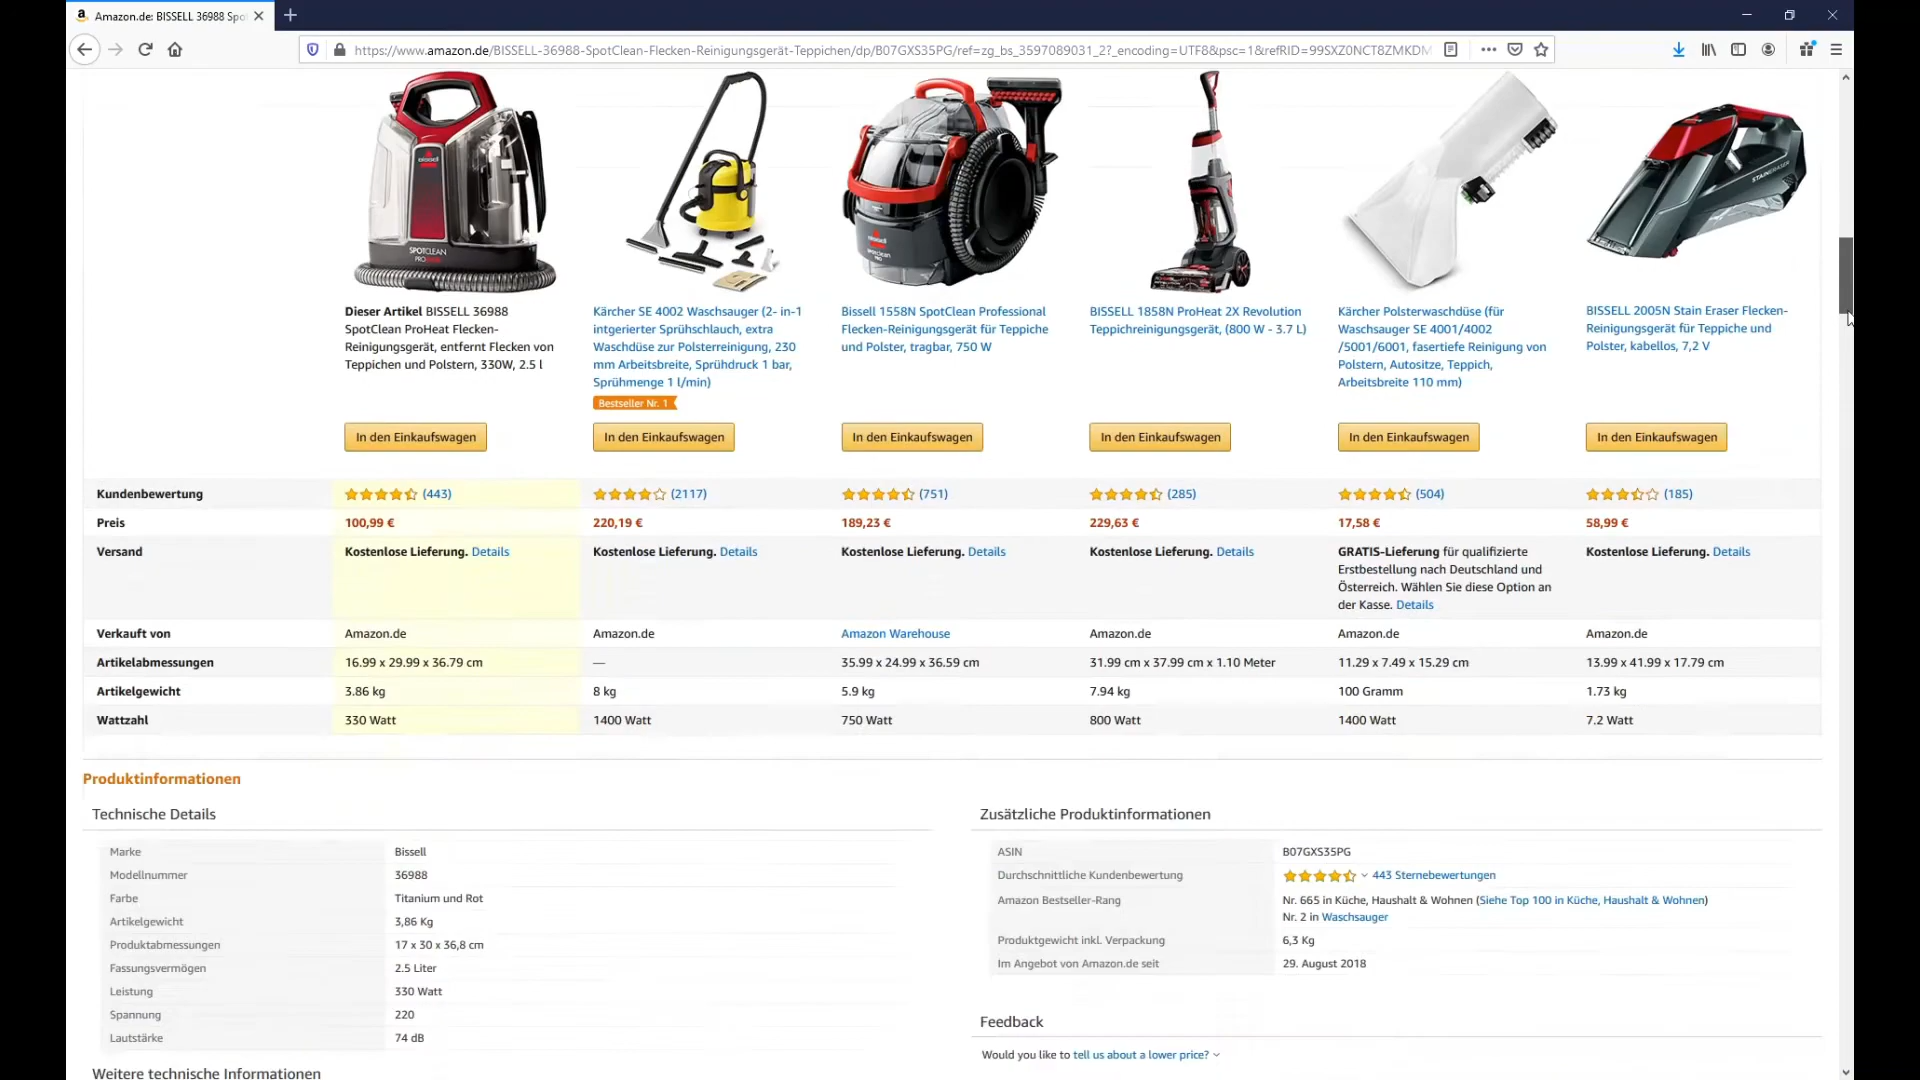 Amazon.de: BISSELL 36988 Spo
https://www.amazon.de/BISSELL-36988-SpotClean-Flecken-Reinigungsgerät-Teppichen/dp/B07GXS35PG/ref=zg_bs_3597089031_2?_encoding=UTF8&psc=1&refRID=99SXZ0NCT8ZMKDM
Dieser Artikel BISSELL 36988
SpotClean ProHeat Flecken-
Reinigungsgerät, entfernt Flecken von
Teppichen und Polstern, 330W, 2.5 l
Kärcher SE 4002 Waschsauger (2- in-1
intgerierter Sprühschlauch, extra
Waschdüse zur Polsterreinigung, 230
mm Arbeitsbreite, Sprühdruck 1 bar,
Sprühmenge 1 l/min)
Bestseller Nr. 1
Bissell 1558N SpotClean Professional
Flecken-Reinigungsgerät für Teppiche
und Polster, tragbar, 750 W
BISSELL 1858N ProHeat 2X Revolution
Teppichreinigungsgerät, (800 W - 3.7 L)
Kärcher Polsterwaschdüse (für
Waschsauger SE 4001/4002
/5001/6001, fasertiefe Reinigung von
Polstern, Autositze, Teppich,
Arbeitsbreite 110 mm)
BISSELL 2005N Stain Eraser Flecken-
Reinigungsgerät für Teppiche und
Polster, kabellos, 7,2 V
In den Einkaufswagen In den Einkaufswagen In den Einkaufswagen In den Einkaufswagen In den Einkaufswagen In den Einkaufswagen
Kundenbewertung (443) (2117) (751) (285) (504) (185)
Preis 100,99 € 220,19 € 189,23 € 229,63 € 17,58 € 58,99 €
Versand Kostenlose Lieferung. Details Kostenlose Lieferung. Details Kostenlose Lieferung. Details Kostenlose Lieferung. Details GRATIS-Lieferung für qualifizierte Kostenlose Lieferung. Details
Erstbestellung nach Deutschland und
Österreich. Wählen Sie diese Option an
der Kasse. Details
Verkauft von Amazon.de Amazon.de Amazon Warehouse Amazon.de Amazon.de Amazon.de
Artikelabmessungen 16.99 x 29.99 x 36.79 cm — 35.99 x 24.99 x 36.59 cm 31.99 cm x 37.99 cm x 1.10 Meter 11.29 x 7.49 x 15.29 cm 13.99 x 41.99 x 17.79 cm
Artikelgewicht 3.86 kg 8 kg 5.9 kg 7.94 kg 100 Gramm 1.73 kg
Wattzahl 330 Watt 1400 Watt 750 Watt 800 Watt 1400 Watt 7.2 Watt
Produktinformationen
Technische Details
Marke Bissell
Modellnummer 36988
Farbe Titanium und Rot
Artikelgewicht 3,86 Kg
Produktabmessungen 17 x 30 x 36,8 cm
Fassungsvermögen 2.5 Liter
Leistung 330 Watt
Spannung 220
Lautstärke 74 dB
Weitere technische Informationen
Zusätzliche Produktinformationen
ASIN B07GXS35PG
Durchschnittliche Kundenbewertung 443 Sternebewertungen
Amazon Bestseller-Rang Nr. 665 in Küche, Haushalt & Wohnen (Siehe Top 100 in Küche, Haushalt & Wohnen)
Nr. 2 in Waschsauger
Produktgewicht inkl. Verpackung 6,3 Kg
Im Angebot von Amazon.de seit 29. August 2018
Feedback
Would you like to tell us about a lower price?